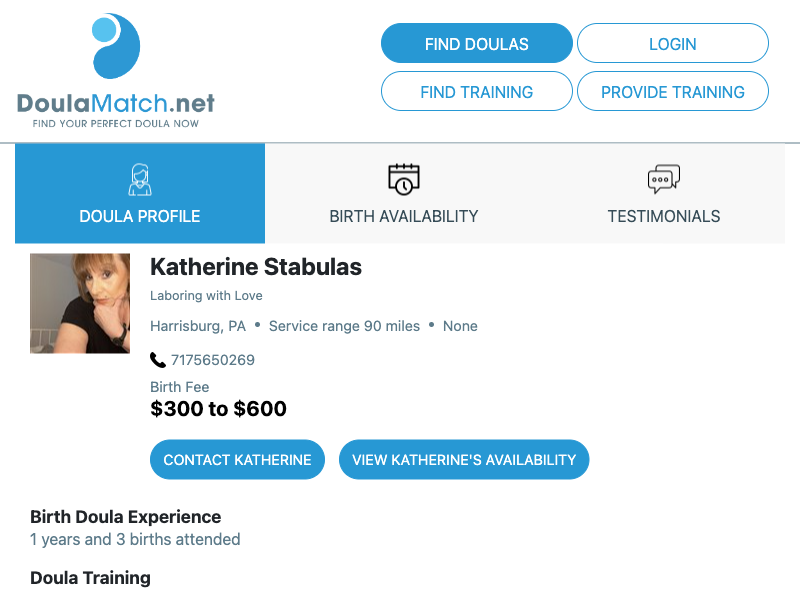 DoulaMatch.net
FIND YOUR PERFECT DOULA NOW
FIND DOULAS
LOGIN
FIND TRAINING
PROVIDE TRAINING
DOULA PROFILE
BIRTH AVAILABILITY
TESTIMONIALS
Katherine Stabulas
Laboring with Love
Harrisburg, PA • Service range 90 miles • None
7175650269
Birth Fee
$300 to $600
CONTACT KATHERINE
VIEW KATHERINE'S AVAILABILITY
Birth Doula Experience
1 years and 3 births attended
Doula Training